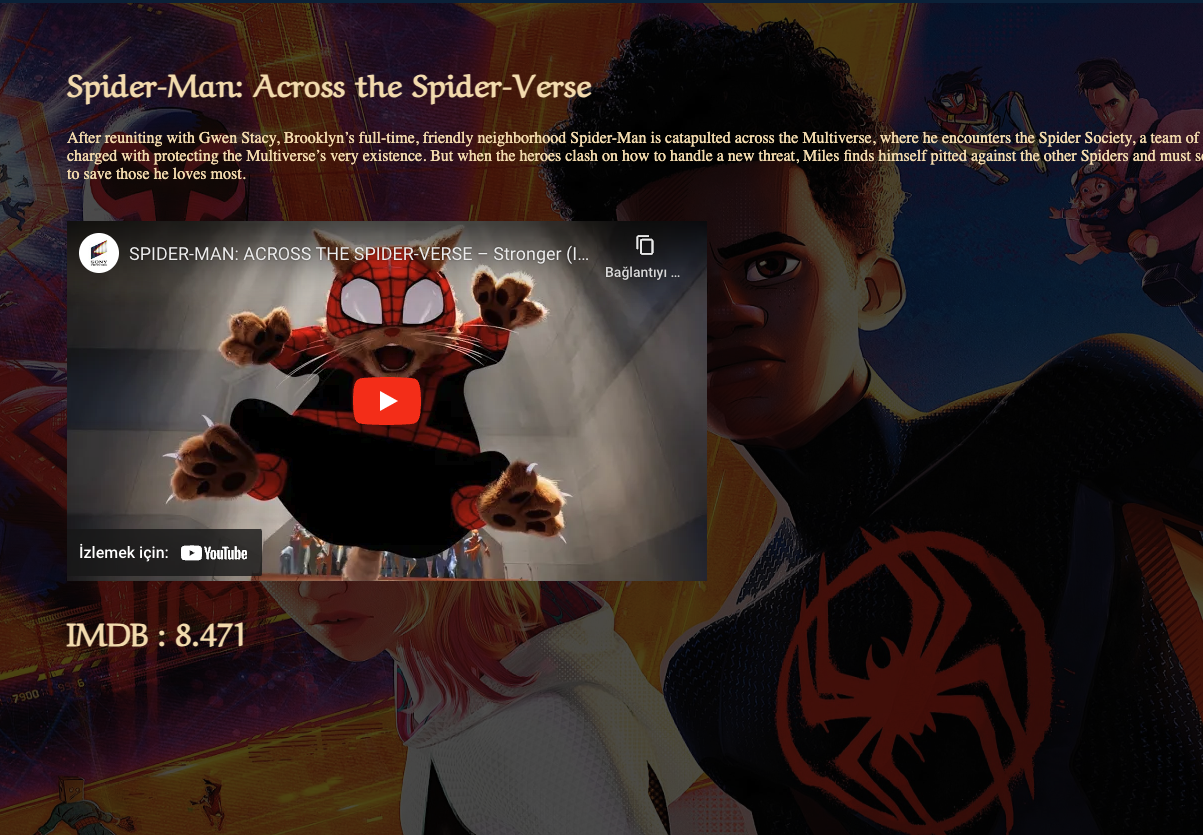 Spider-Man: Across the Spider-Verse
After reuniting with Gwen Stacy, Brooklyn’s full-time, friendly neighborhood Spider-Man is catapulted across the Multiverse, where he encounters the Spider Society, a team of
charged with protecting the Multiverse’s very existence. But when the heroes clash on how to handle a new threat, Miles finds himself pitted against the other Spiders and must
to save those he loves most.
SONY
SPIDER-MAN: ACROSS THE SPIDER-VERSE – Stronger (I...
Bağlantıyı ...
İzlemek için: YouTube
IMDB : 8.471
7900